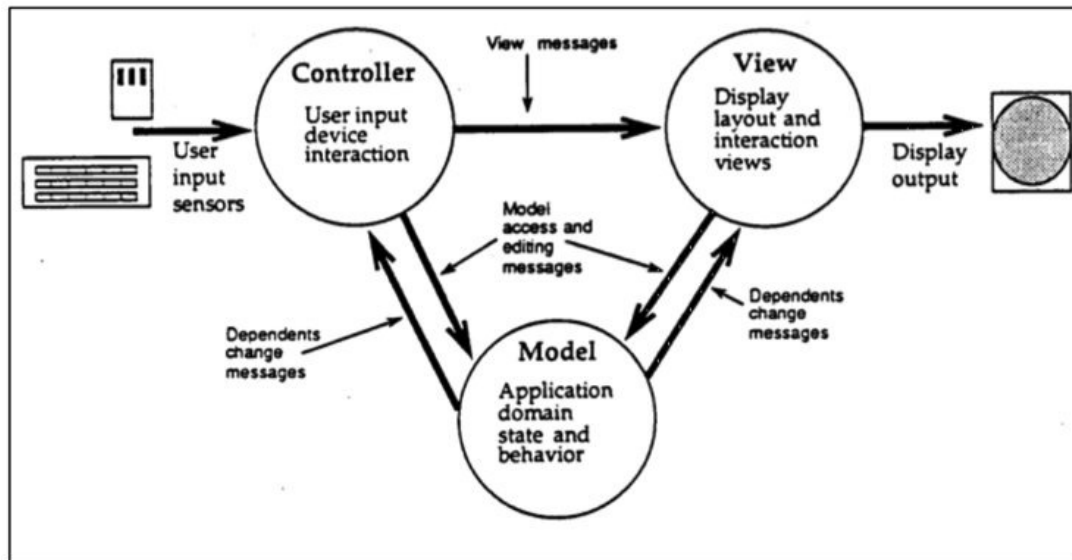 View messages
Controller
User input
device
interaction
View
Display
layout and
interaction
views
User
input
sensors
Display
output
Model
access and
editing
messages
Dependents
change
messages
Dependents
change
messages
Model
Application
domain
state and
behavior